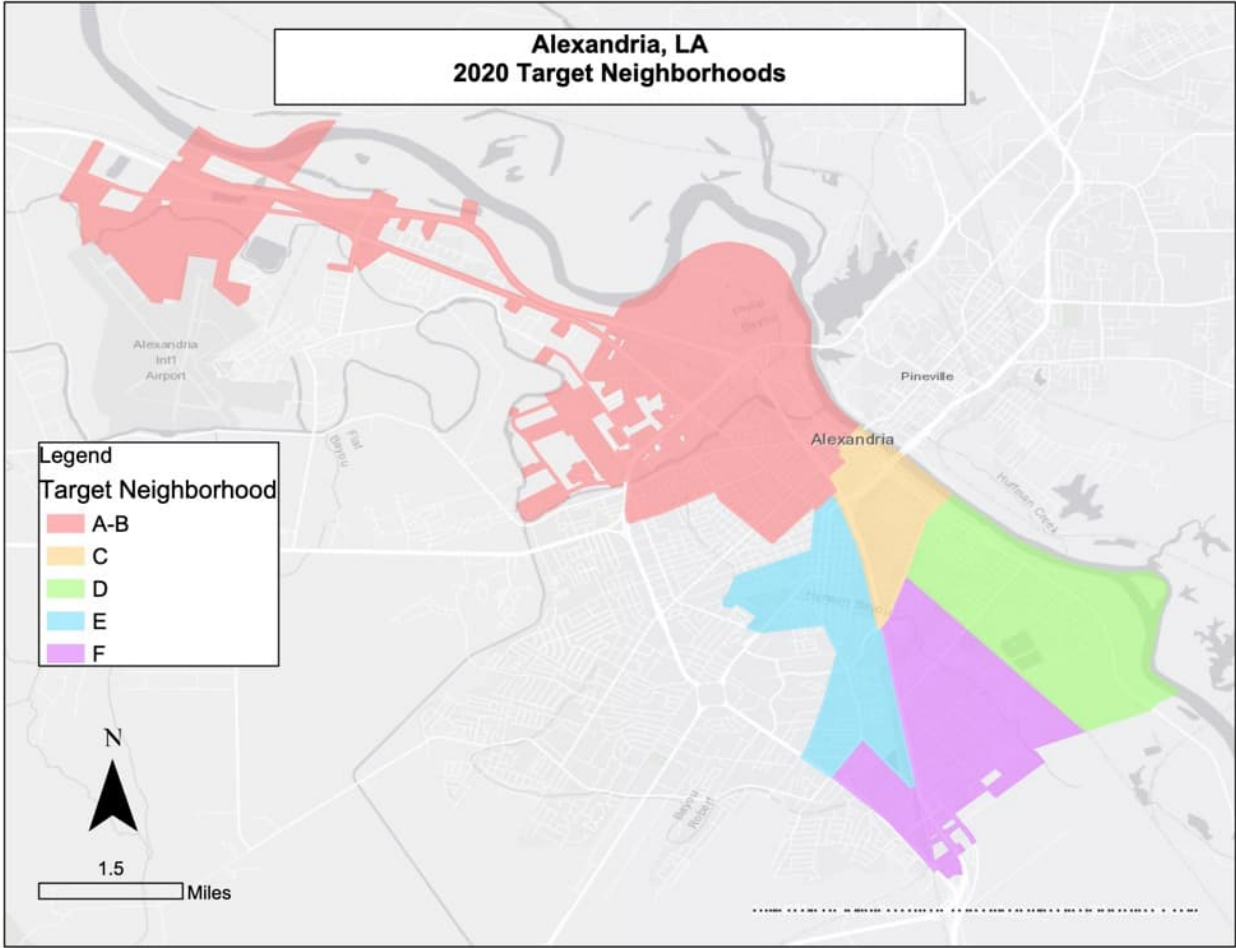 Alexandria, LA
2020 Target Neighborhoods
Alexandria
Int'l
Airport
Pineville
Alexandria
Flat
Bayou
Huffman Creek
Legend
Target Neighborhood
A-B
C
D
E
F
Bayou
Robert
N
1.5
Miles